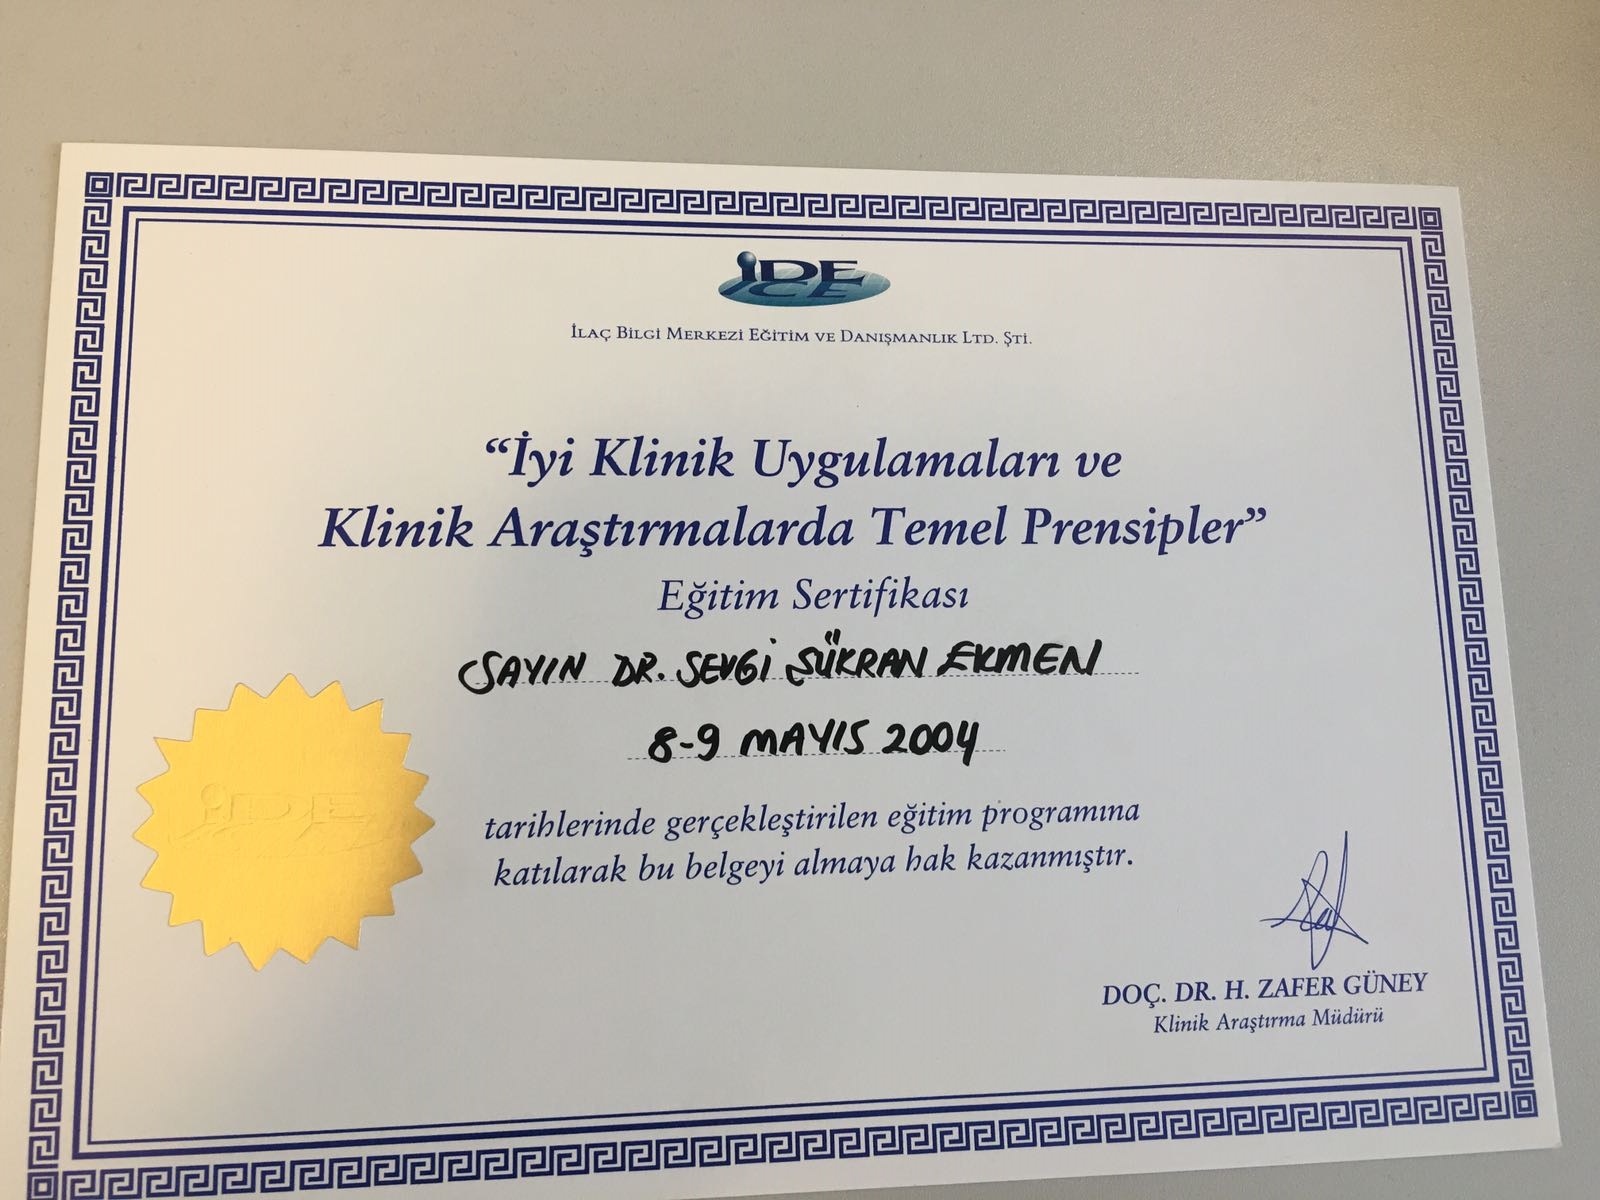 İDE
CE
İLAÇ BİLGİ MERKEZİ EĞİTİM VE DANIŞMANLIK LTD. ŞTİ.
“İyi Klinik Uygulamaları ve
Klinik Araştırmalarda Temel Prensipler”
Eğitim Sertifikası
SAYIN DR. SEVGİ ŞÜKRAN EKMEN
8-9 MAYIS 2004
tarihlerinde gerçekleştirilen eğitim programına
katılarak bu belgeyi almaya hak kazanmıştır.
İDE
DOÇ. DR. H. ZAFER GÜNEY
Klinik Araştırma Müdürü